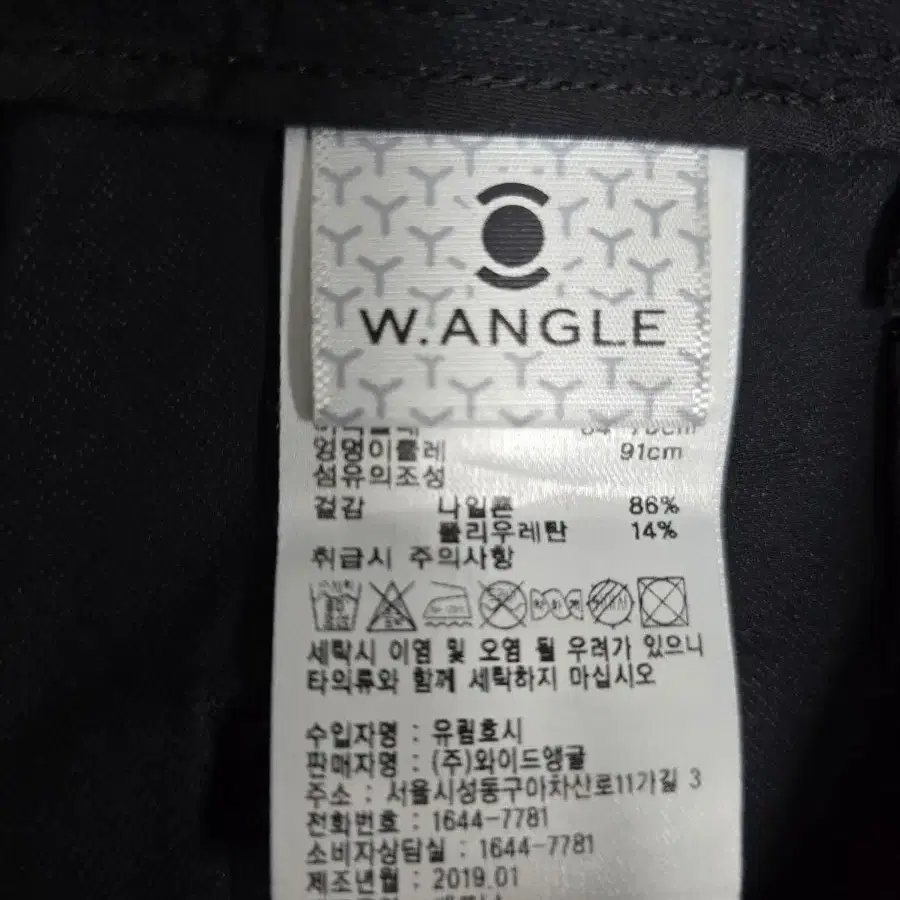 W.ANGLE
엉덩이둘레 91cm
섬유의조성
겉감 나일론 86%
폴리우레탄 14%
취급시 주의사항
세탁시 이염 및 오염 될 우려가 있으니
타의류와 함께 세탁하지 마십시오
수입자명 : 유림호시
판매자명 : (주)와이드앵글
주소 : 서울시성동구아차산로11가길 3
전화번호 : 1644-7781
소비자상담실 : 1644-7781
제조년월 : 2019.01